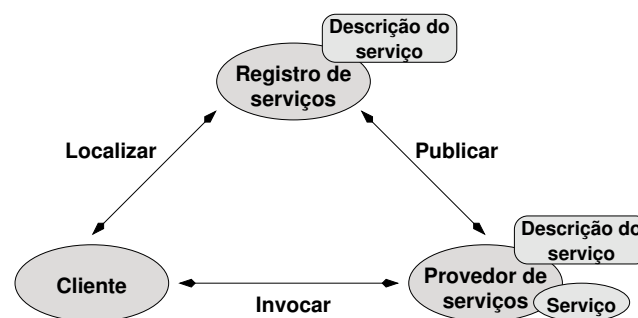 Descrição do
serviço
Registro de
serviços
Localizar
Publicar
Descrição do
serviço
Cliente
Provedor de
serviços
Invocar
Serviço